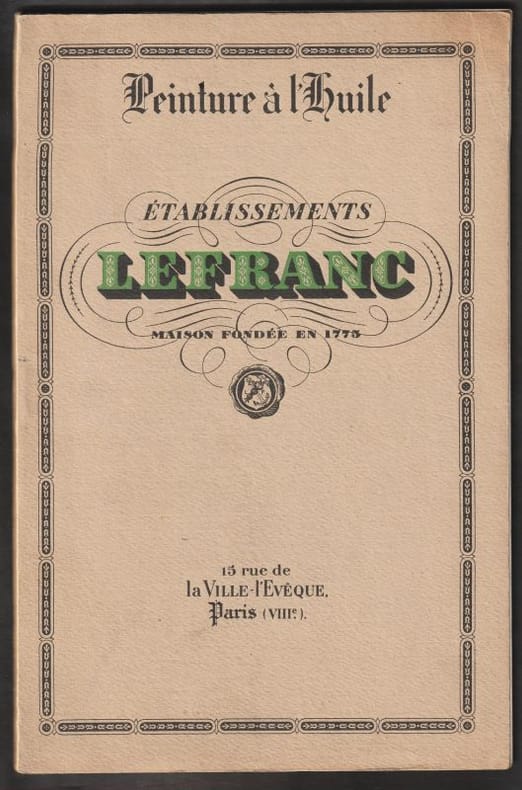 Peinture à l'Huile
ÉTABLISSEMENTS
LEFRANC
MAISON FONDÉE EN 1775
15 rue de
la VILLE-l'EVÊQUE.
Paris (VIIIe).